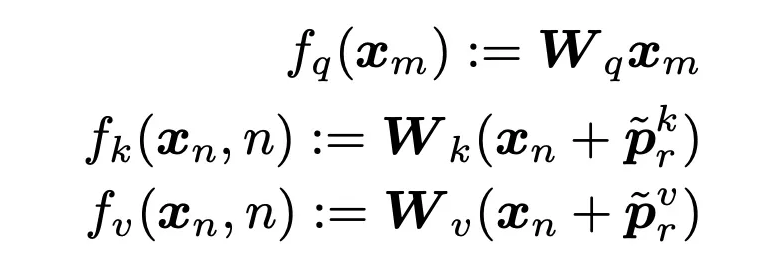 f_q(x_m) := W_q x_m
f_k(x_n, n) := W_k(x_n + p̃_r^k)
f_v(x_n, n) := W_v(x_n + p̃_r^v)